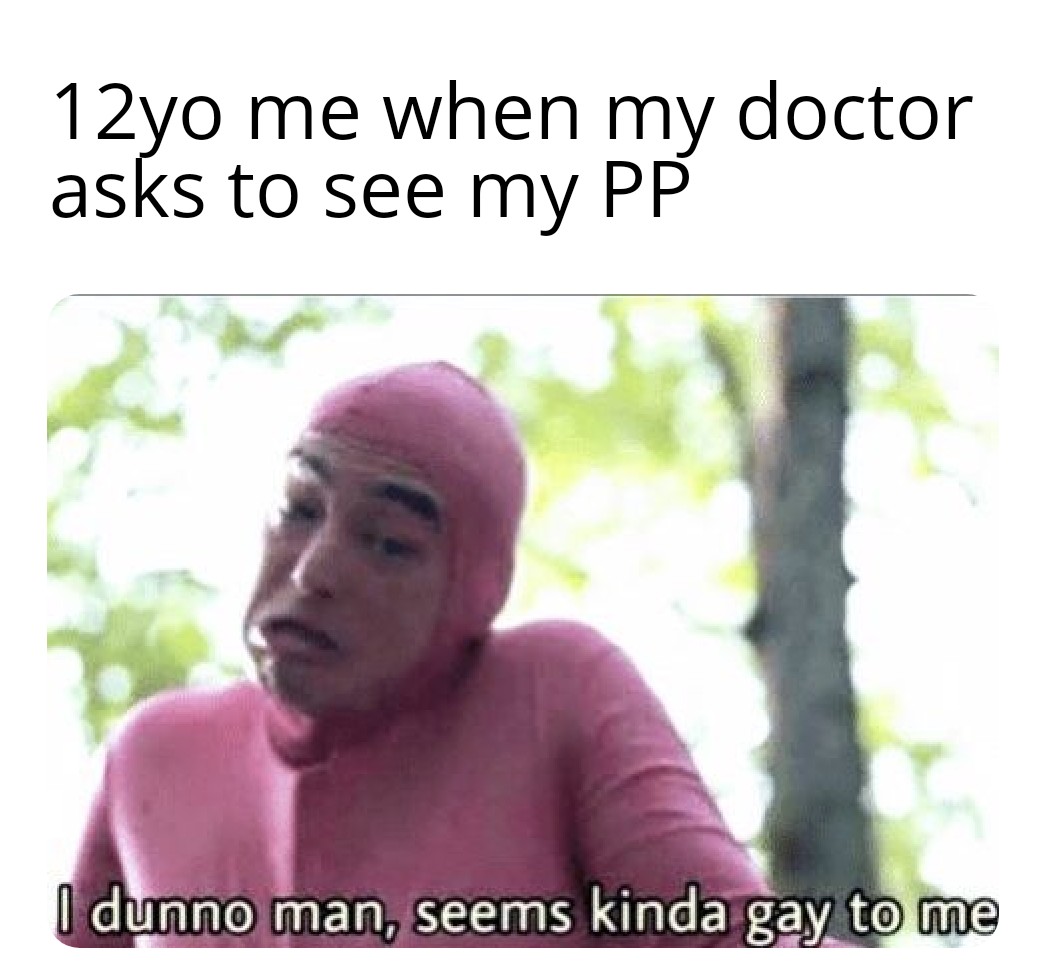 12yo me when my doctor
asks to see my PP
I dunno man, seems kinda gay to me